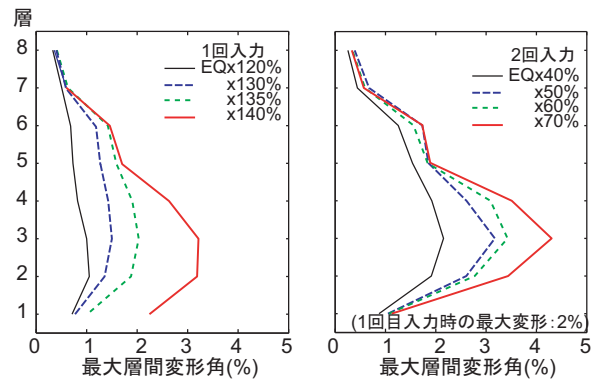 層
8
7
6
5
4
3
2
1
1回入力
EQx120%
x130%
x135%
x140%
0 1 2 3 4 5
最大層間変形角(%)
2回入力
EQx40%
x50%
x60%
x70%
(1回目入力時の最大変形:2%)
0 1 2 3 4 5
最大層間変形角(%)